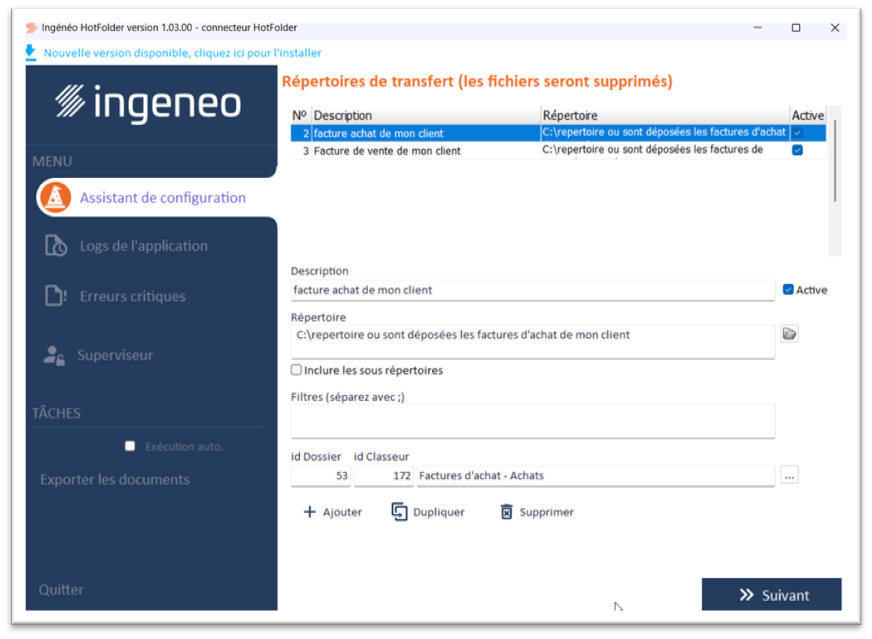 Ingénéo HotFolder version 1.03.00 - connecteur HotFolder
Nouvelle version disponible, cliquez ici pour l'installer
ingeneo
MENU
Assistant de configuration
Logs de l'application
Erreurs critiques
Superviseur
TÂCHES
Exécution auto.
Exporter les documents
Quitter
Répertoires de transfert (les fichiers seront supprimés)
Nº Description Répertoire Active
2 facture achat de mon client C:\repertoire ou sont déposées les factures d'achat
3 Facture de vente de mon client C:\repertoire ou sont déposées les factures de
Description
facture achat de mon client Active
Répertoire
C:\repertoire ou sont déposées les factures d'achat de mon client
Inclure les sous répertoires
Filtres (séparez avec ;)
id Dossier id Classeur
53 172 Factures d'achat - Achats ...
Ajouter Dupliquer Supprimer
Suivant